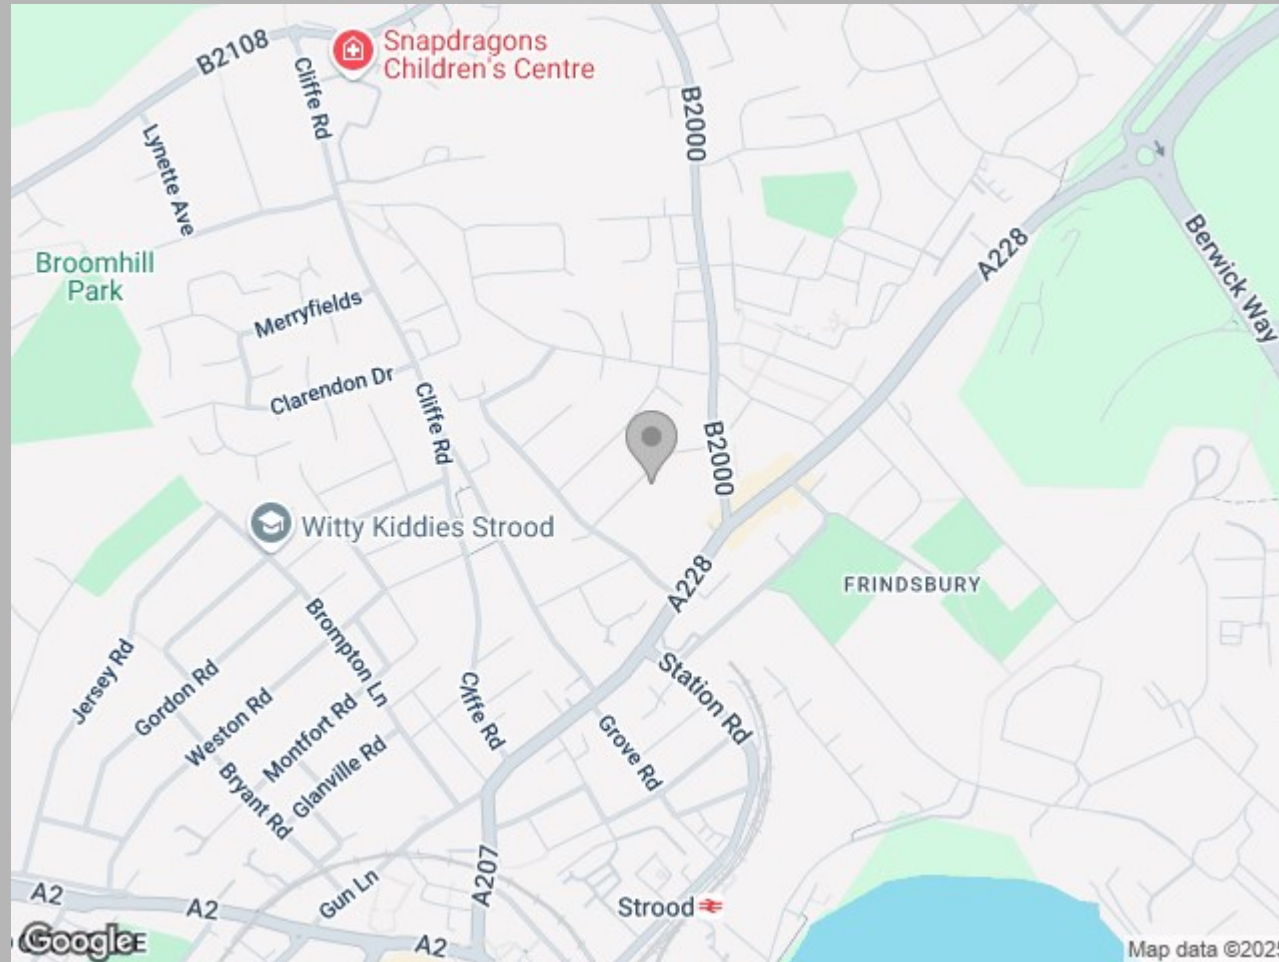 B2108
Snapdragons
Children's Centre
Cliffe Rd
B2000
Lynette Ave
A228
Berwick Way
Broomhill
Park
Merryfields
Clarendon Dr
Cliffe Rd
B2000
Witty Kiddies Strood
A228
FRINDSBURY
Brompton Ln
Jersey Rd
Gordon Rd
Weston Rd
Montfort Rd
Glanville Rd
Bryant Rd
Cliffe Rd
Station Rd
Grove Rd
A207
Gun Ln
Strood
A2
A2
A2
Google
Map data ©2025